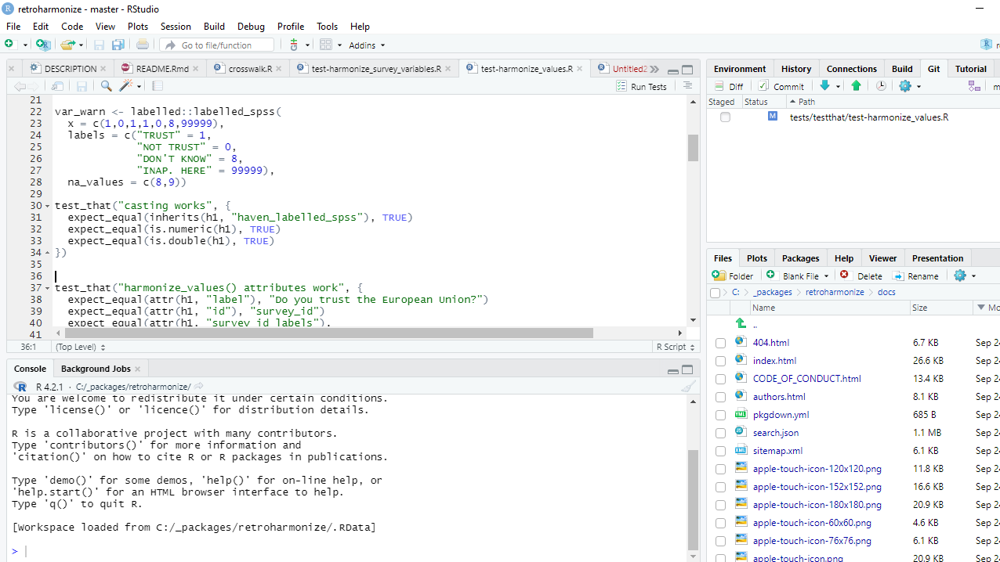 retroharmonize - master - RStudio
File Edit Code View Plots Session Build Debug Profile Tools Help
Go to file/function Addins
DESCRIPTION README.Rmd crosswalk.R test-harmonize_survey_variables.R test-harmonize_values.R Untitled2
Run Tests
21
22 var_warn <- labelled::labelled_spss(
23 x = c(1,0,1,1,0,8,99999),
24 labels = c("TRUST" = 1,
25 "NOT TRUST" = 0,
26 "DON'T KNOW" = 8,
27 "INAP. HERE" = 99999),
28 na_values = c(8,9))
29
30 test_that("casting works", {
31 expect_equal(inherits(h1, "haven_labelled_spss"), TRUE)
32 expect_equal(is.numeric(h1), TRUE)
33 expect_equal(is.double(h1), TRUE)
34 })
35
36
37 test_that("harmonize_values() attributes work", {
38 expect_equal(attr(h1, "label"), "Do you trust the European Union?")
39 expect_equal(attr(h1, "id"), "survey_id")
40 expect_equal(attr(h1, "survey_id_labels"),
41
36:1 (Top Level) R Script
Console Background Jobs
R 4.2.1 · C:/_packages/retroharmonize/
You are welcome to redistribute it under certain conditions.
Type 'license()' or 'licence()' for distribution details.
R is a collaborative project with many contributors.
Type 'contributors()' for more information and
'citation()' on how to cite R or R packages in publications.
Type 'demo()' for some demos, 'help()' for on-line help, or
'help.start()' for an HTML browser interface to help.
Type 'q()' to quit R.
[Workspace loaded from C:/_packages/retroharmonize/.RData]
>
Environment History Connections Build Git Tutorial
Diff Commit
Staged Status Path
M tests/testthat/test-harmonize_values.R
Files Plots Packages Help Viewer Presentation
Folder Blank File Delete Rename
C: _packages retroharmonize docs
Name Size Mo
..
404.html 6.7 KB Sep 24
index.html 26.6 KB Sep 24
CODE_OF_CONDUCT.html 13.4 KB Sep 24
authors.html 8.1 KB Sep 24
pkgdown.yml 685 B Sep 24
search.json 1.1 MB Sep 24
sitemap.xml 6.1 KB Sep 24
apple-touch-icon-120x120.png 11.8 KB Sep 24
apple-touch-icon-152x152.png 16.6 KB Sep 24
apple-touch-icon-180x180.png 20.9 KB Sep 24
apple-touch-icon-60x60.png 4.6 KB Sep 24
apple-touch-icon-76x76.png 6.1 KB Sep 24
apple-touch-icon.png 20.9 KB Sep 24